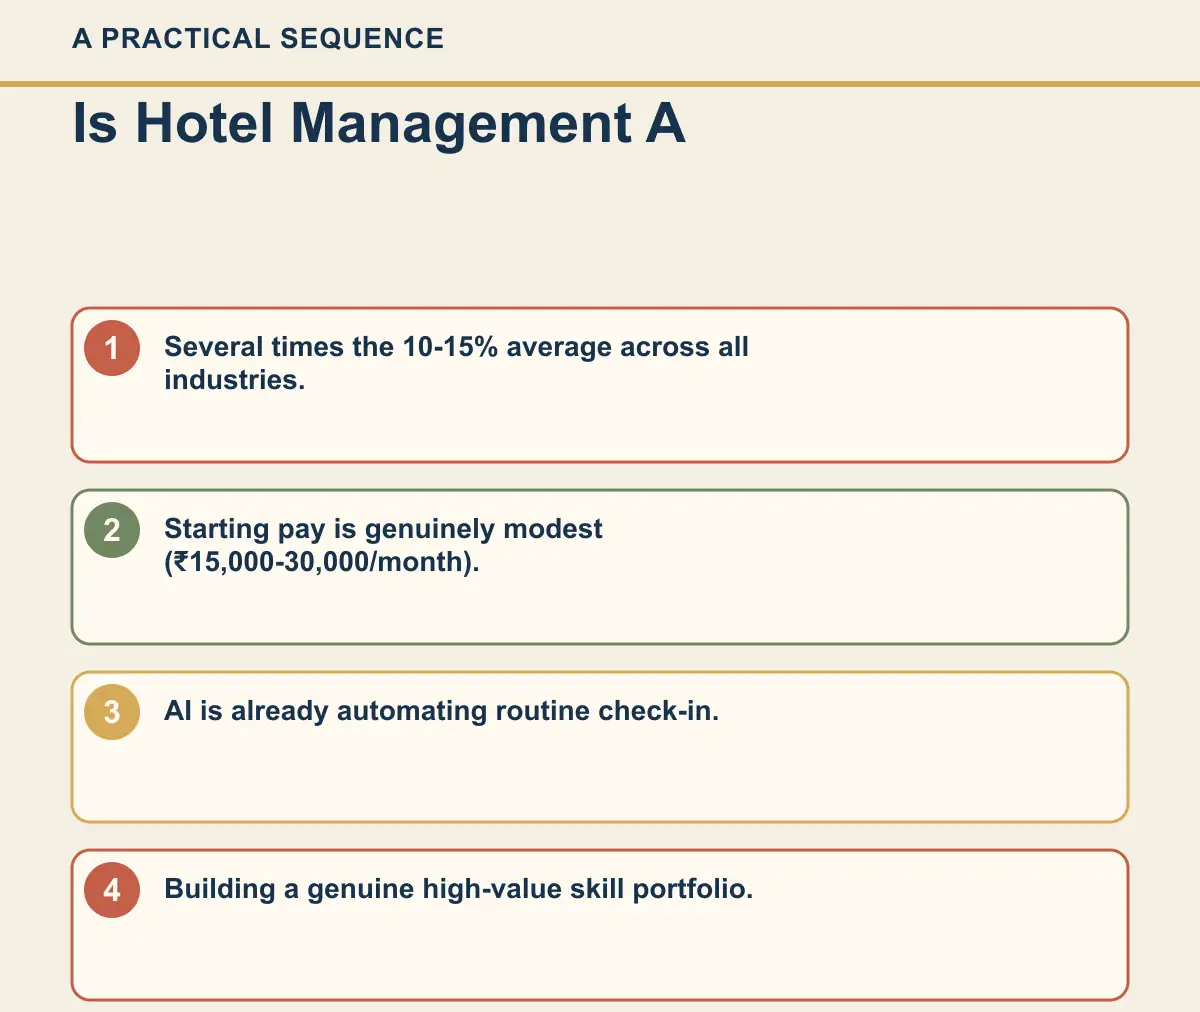 A PRACTICAL SEQUENCE
Is Hotel Management A
1
Several times the 10-15% average across all
industries.
2
Starting pay is genuinely modest
(₹15,000-30,000/month).
3
AI is already automating routine check-in.
4
Building a genuine high-value skill portfolio.